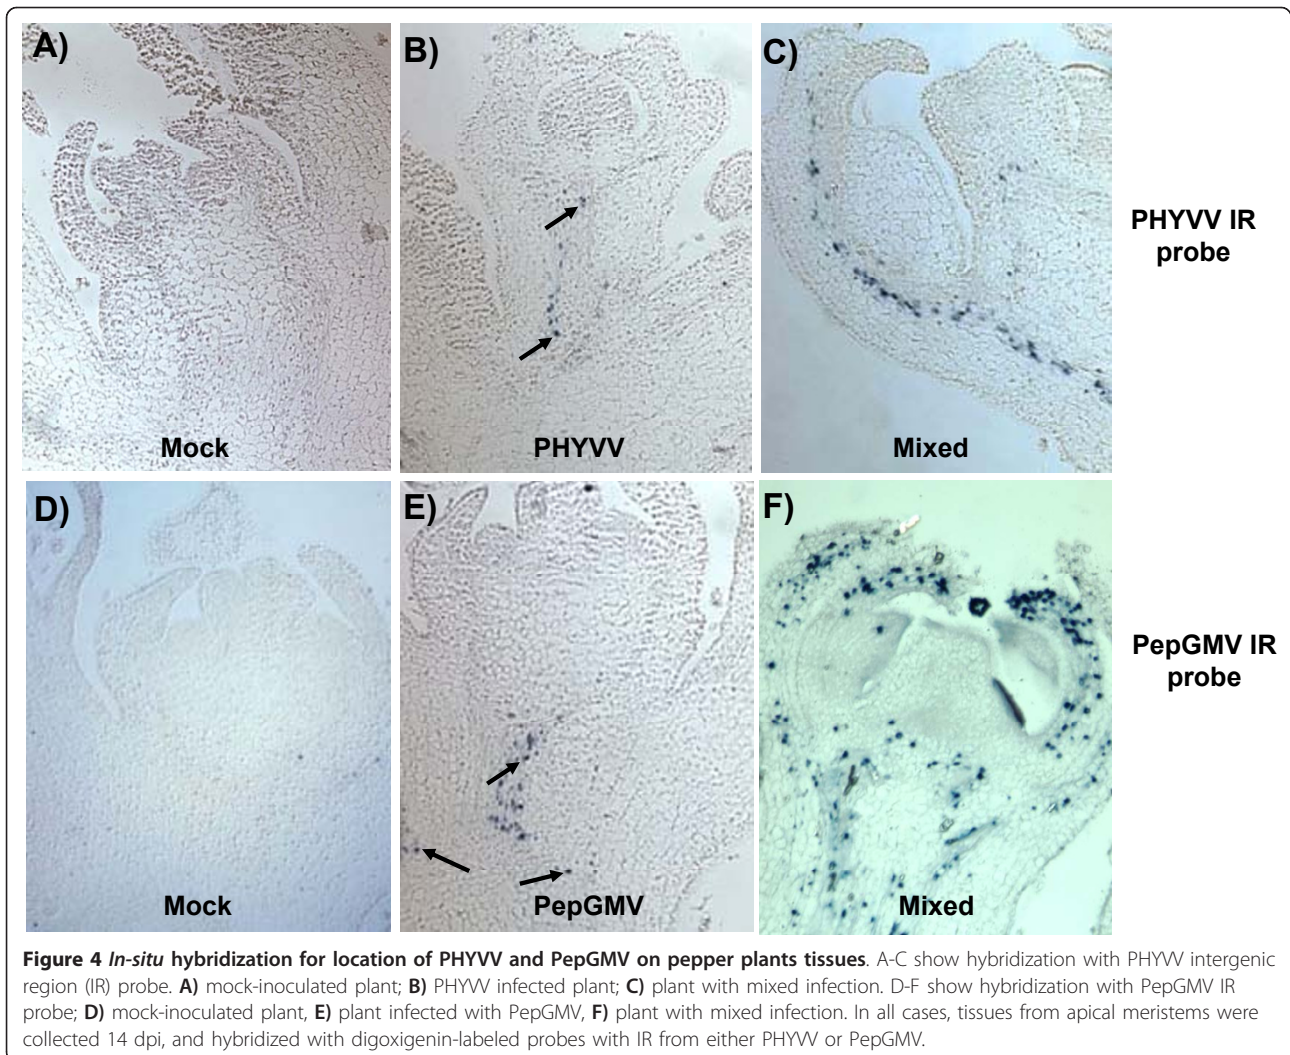 A)
B)
C)
PHYVV IR
probe
Mock
PHYVV
Mixed
D)
E)
F)
PepGMV IR
probe
Mock
PepGMV
Mixed
Figure 4 In-situ hybridization for location of PHYVV and PepGMV on pepper plants tissues. A-C show hybridization with PHYVV intergenic
region (IR) probe. A) mock-inoculated plant; B) PHYVV infected plant; C) plant with mixed infection. D-F show hybridization with PepGMV IR
probe; D) mock-inoculated plant, E) plant infected with PepGMV, F) plant with mixed infection. In all cases, tissues from apical meristems were
collected 14 dpi, and hybridized with digoxigenin-labeled probes with IR from either PHYVV or PepGMV.